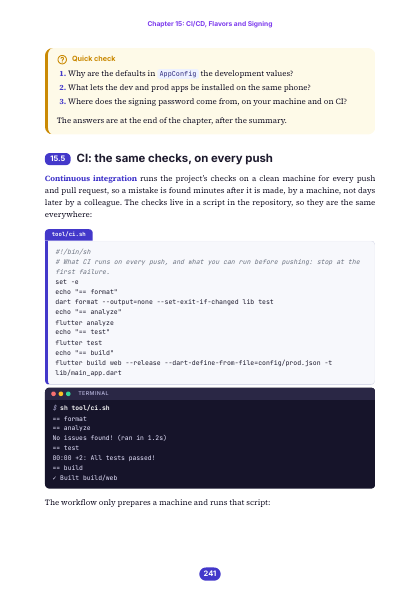 Chapter 15: CI/CD, Flavors and Signing
Quick check
1. Why are the defaults in AppConfig the development values?
2. What lets the dev and prod apps be installed on the same phone?
3. Where does the signing password come from, on your machine and on CI?
The answers are at the end of the chapter, after the summary.
15.5 CI: the same checks, on every push
Continuous integration runs the project's checks on a clean machine for every push
and pull request, so a mistake is found minutes after it is made, by a machine, not days
later by a colleague. The checks live in a script in the repository, so they are the same
everywhere:
tool/ci.sh
#!/bin/sh
# What CI runs on every push, and what you can run before pushing: stop at the
first failure.
set -e
echo "== format"
dart format --output=none --set-exit-if-changed lib test
echo "== analyze"
flutter analyze
echo "== test"
flutter test
echo "== build"
flutter build web --release --dart-define-from-file=config/prod.json -t
lib/main_app.dart
TERMINAL
$ sh tool/ci.sh
== format
== analyze
No issues found! (ran in 1.2s)
== test
00:00 +2: All tests passed!
== build
✓ Built build/web
The workflow only prepares a machine and runs that script:
241